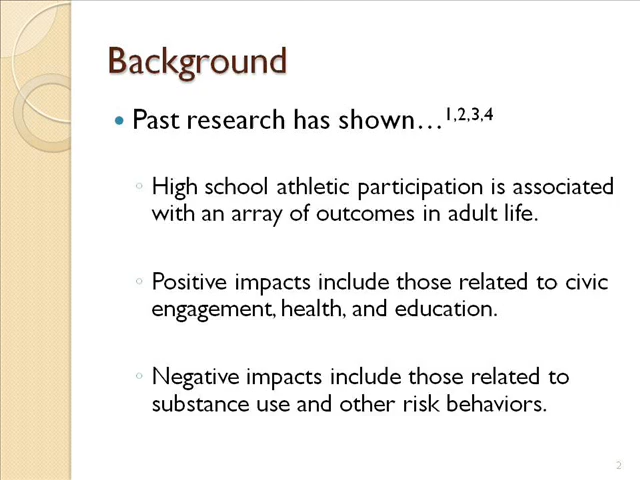 Background
• Past research has shown…1,2,3,4
◦ High school athletic participation is associated
with an array of outcomes in adult life.
◦ Positive impacts include those related to civic
engagement, health, and education.
◦ Negative impacts include those related to
substance use and other risk behaviors.
2